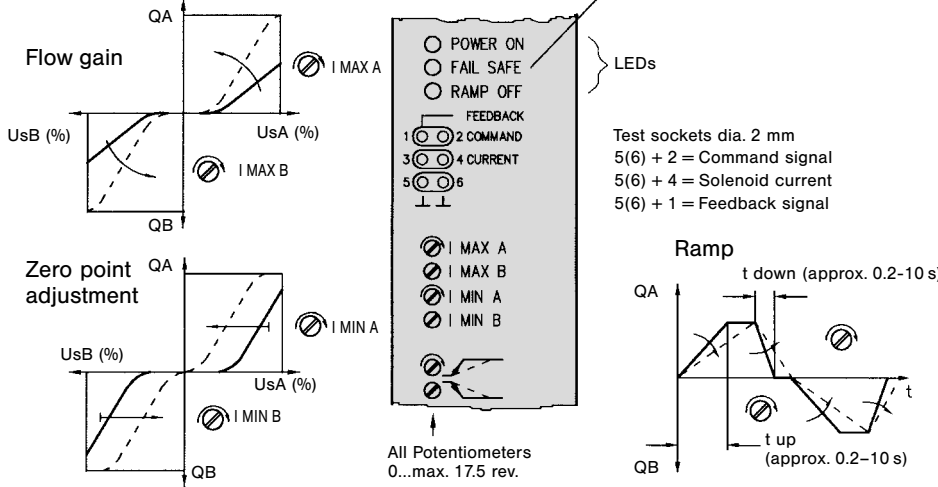 QA
Flow gain
I MAX A
UsB (%)
UsA (%)
I MAX B
QB
Zero point
adjustment
QA
I MIN A
UsB (%)
UsA (%)
I MIN B
QB
POWER ON
FAIL SAFE
RAMP OFF
LEDs
FEEDBACK
1 2 COMMAND
3 4 CURRENT
5 6
I MAX A
I MAX B
I MIN A
I MIN B
All Potentiometers
0...max. 17.5 rev.
Test sockets dia. 2 mm
5(6) + 2 = Command signal
5(6) + 4 = Solenoid current
5(6) + 1 = Feedback signal
Ramp
t down (approx. 0.2-10 s)
QA
t
t up
(approx. 0.2–10 s)
QB